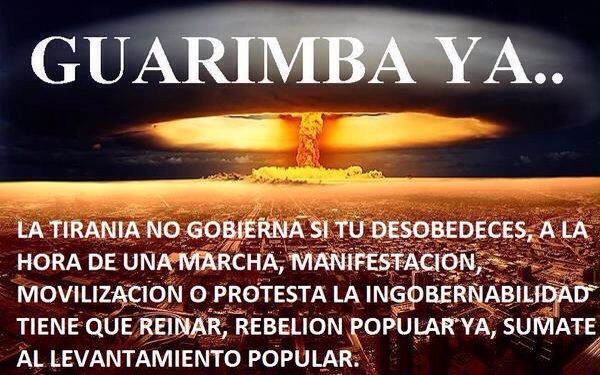 GUARIMBA YA..
LA TIRANIA NO GOBIERNA SI TU DESOBEDECES, A LA
HORA DE UNA MARCHA, MANIFESTACION,
MOVILIZACION O PROTESTA LA INGOBERNABILIDAD
TIENE QUE REINAR, REBELION POPULAR YA, SUMATE
AL LEVANTAMIENTO POPULAR.